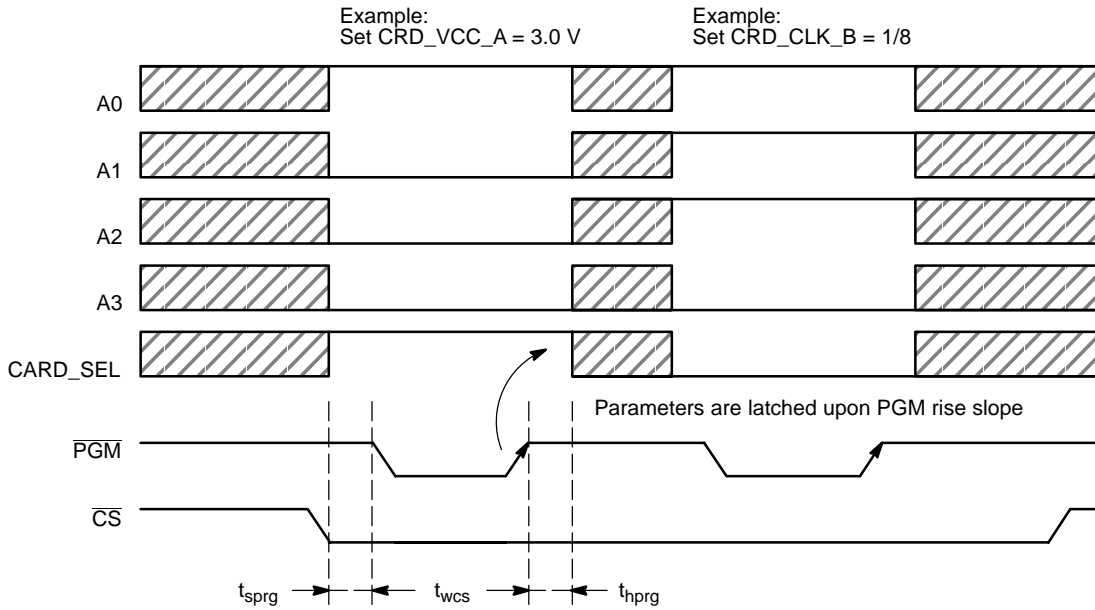 Example:
Set CRD_VCC_A = 3.0 V
Example:
Set CRD_CLK_B = 1/8
A0
A1
A2
A3
CARD_SEL
Parameters are latched upon PGM rise slope
PGM
CS
tsprg
twcs
thprg